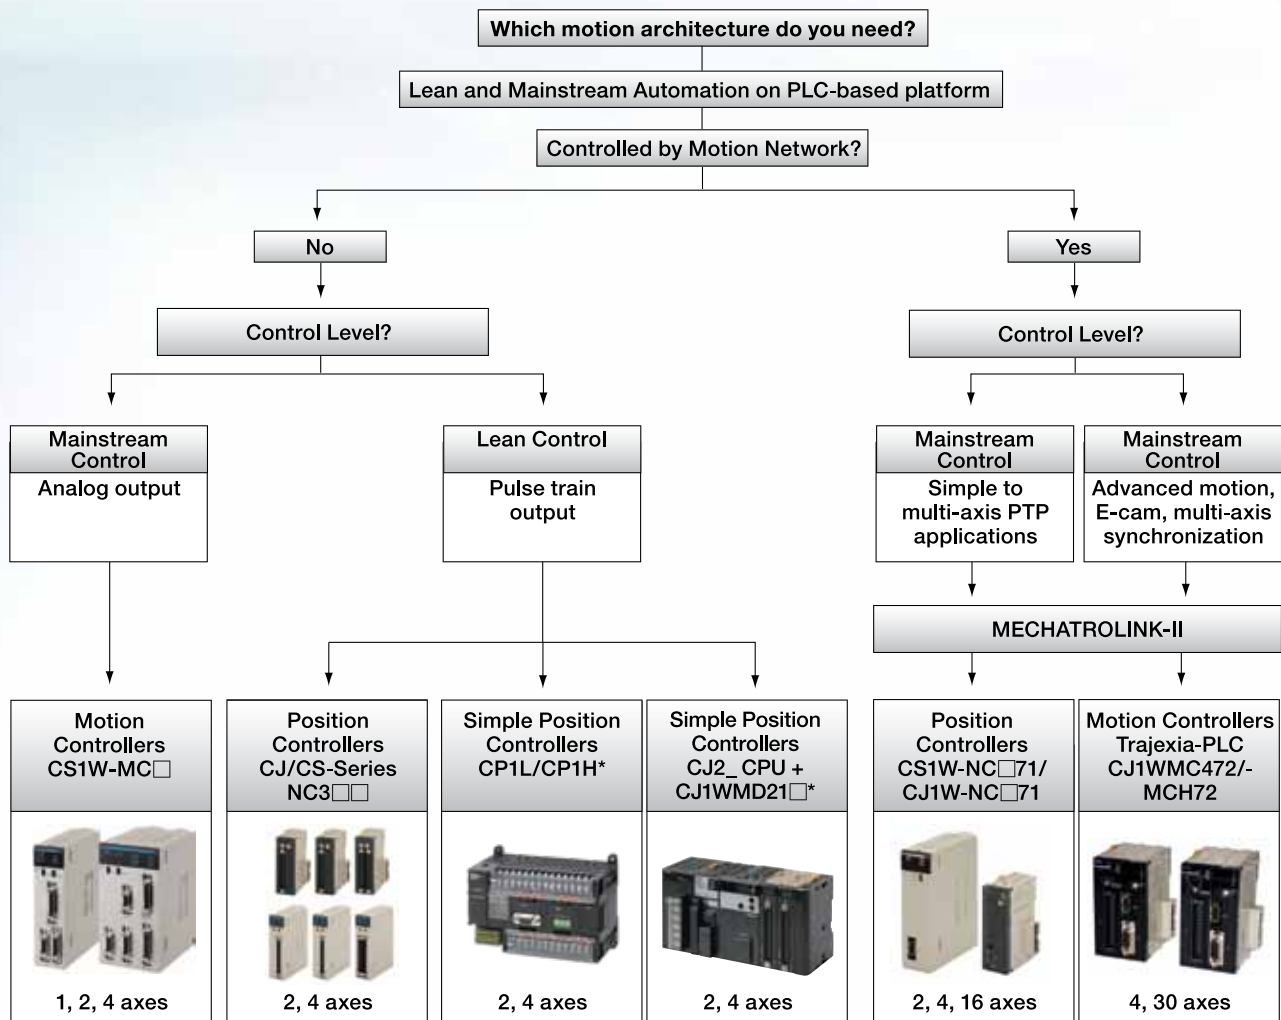 Which motion architecture do you need?
Lean and Mainstream Automation on PLC-based platform
Controlled by Motion Network?
No
Yes
Control Level?
Control Level?
Mainstream
Control
Analog output
Lean Control
Pulse train
output
Mainstream
Control
Simple to
multi-axis PTP
applications
Mainstream
Control
Advanced motion,
E-cam, multi-axis
synchronization
MECHATROLINK-II
Motion
Controllers
CS1W-MC□
Position
Controllers
CJ/CS-Series
NC3□□
Simple Position
Controllers
CP1L/CP1H*
Simple Position
Controllers
CJ2_ CPU +
CJ1WMD21□*
Position
Controllers
CS1W-NC□71/
CJ1W-NC□71
Motion Controllers
Trajexia-PLC
CJ1WMC472/-
MCH72
1, 2, 4 axes
2, 4 axes
2, 4 axes
2, 4 axes
2, 4, 16 axes
4, 30 axes